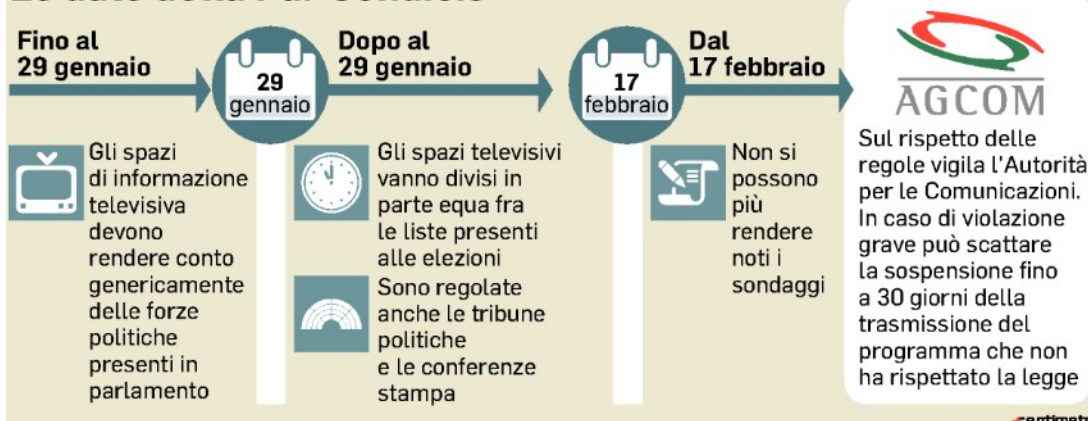 Fino al
29 gennaio
29
gennaio
Gli spazi
di informazione
televisiva
devono
rendere conto
genericamente
delle forze
politiche
presenti in
parlamento
Dopo al
29 gennaio
Gli spazi televisivi
vanno divisi in
parte equa fra
le liste presenti
alle elezioni
Sono regolate
anche le tribune
politiche
e le conferenze
stampa
17
febbraio
Dal
17 febbraio
Non si
possono
più
rendere
noti i
sondaggi
AGCOM
Sul rispetto delle
regole vigila l'Autorità
per le Comunicazioni.
In caso di violazione
grave può scattare
la sospensione fino
a 30 giorni della
trasmissione del
programma che non
ha rispettato la legge